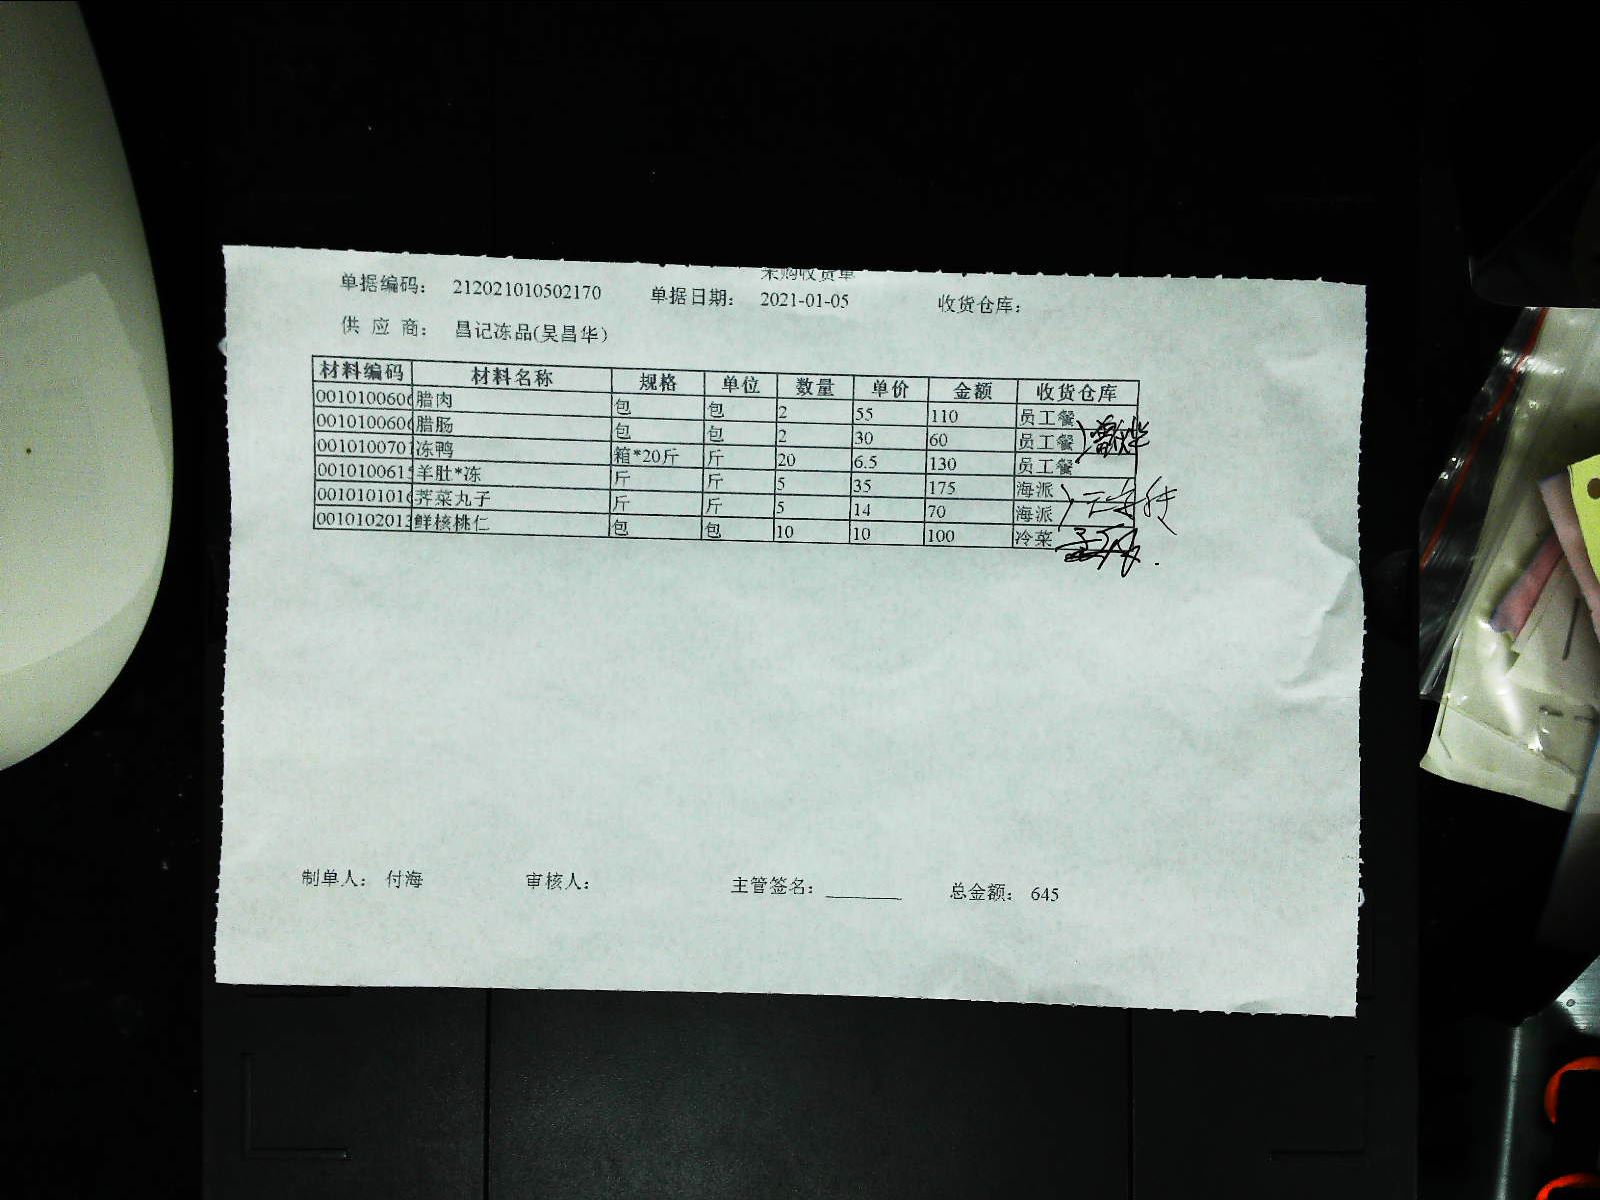 采购收货单
单据编码： 212021010502170 单据日期： 2021-01-05 收货仓库：
供 应 商： 昌记冻品(吴昌华)
材料编码 材料名称 规格 单位 数量 单价 金额 收货仓库
0010100606 腊肉 包 包 2 55 110 员工餐
0010100606 腊肠 包 包 2 30 60 员工餐
001010070 冻鸭 箱*20斤 斤 20 6.5 130 员工餐
001010061 羊肚*冻 斤 斤 5 35 175 海派
001010101 荠菜丸子 斤 斤 5 14 70 海派
001010201 鲜核桃仁 包 包 10 10 100 冷菜
制单人： 付海 审核人： 主管签名： 总金额： 645